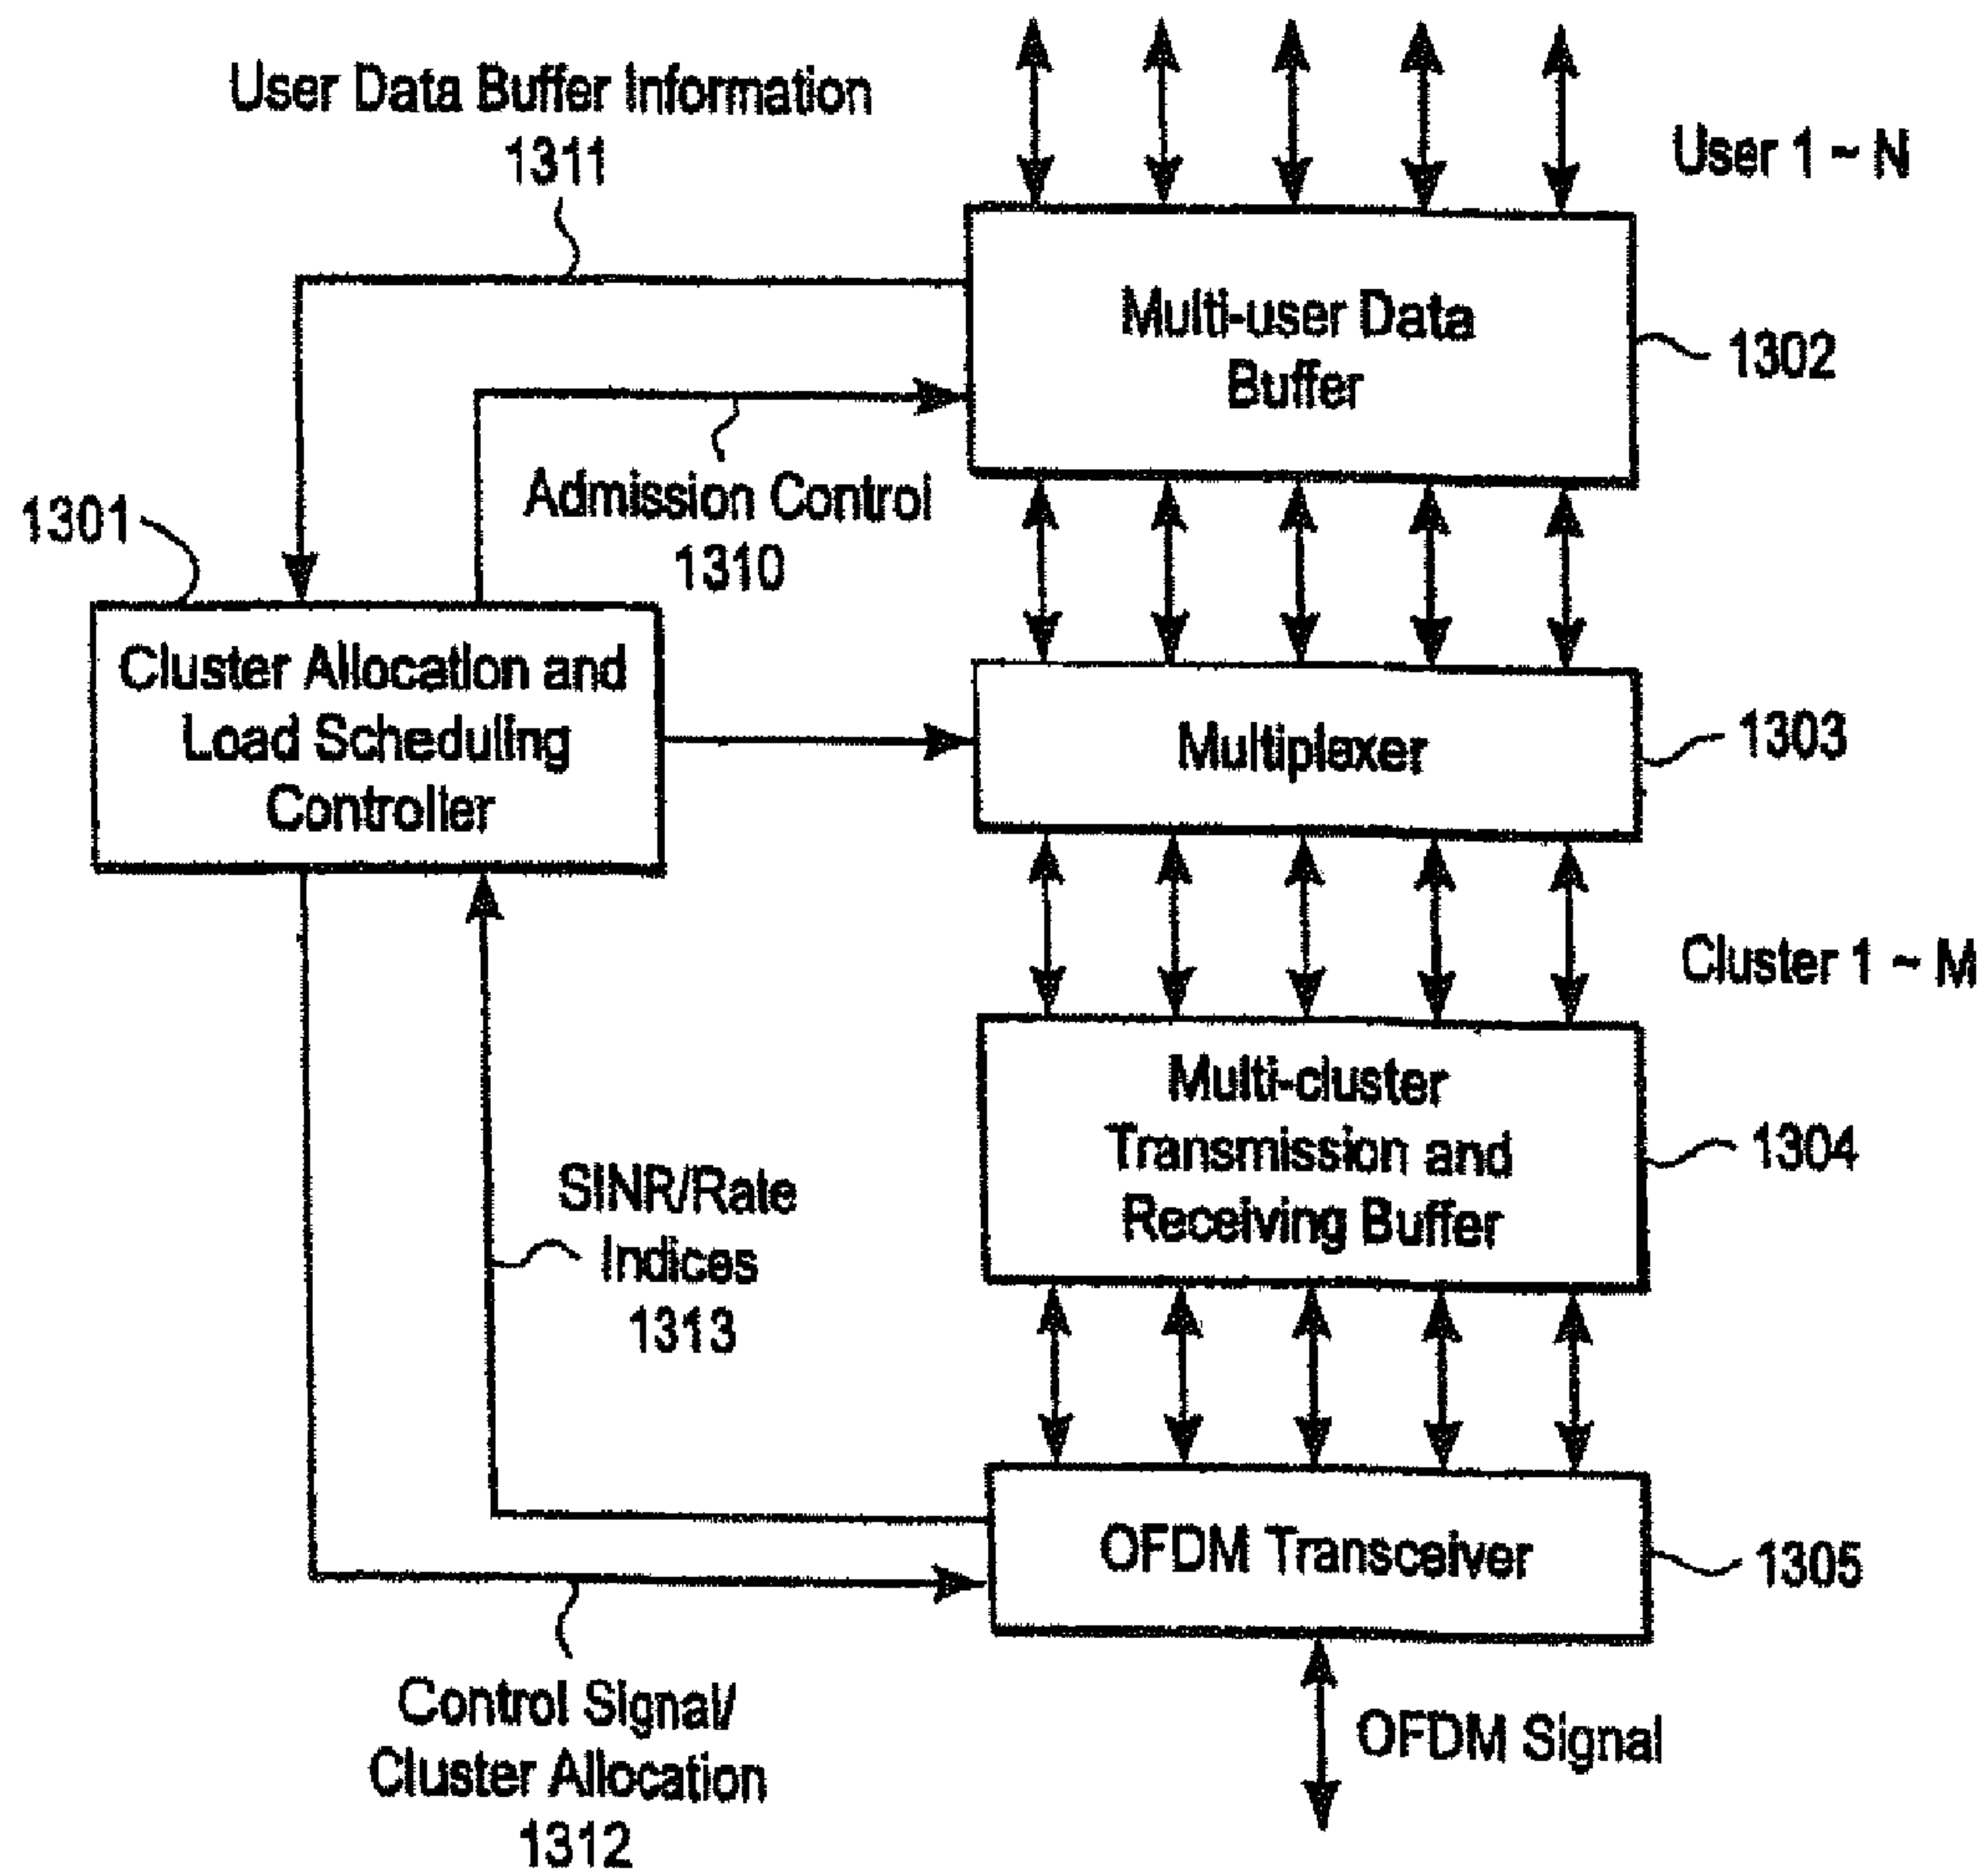 User Data Buffer Information
1311
User 1 ~ N
Multi-user Data
Buffer
1302
Admission Control
1310
1301
Cluster Allocation and
Load Scheduling
Controller
Multiplexer
1303
Cluster 1 ~ M
Multi-cluster
Transmission and
Receiving Buffer
1304
SINR/Rate
Indices
1313
OFDM Transceiver
1305
Control Signal/
Cluster Allocation
1312
OFDM Signal